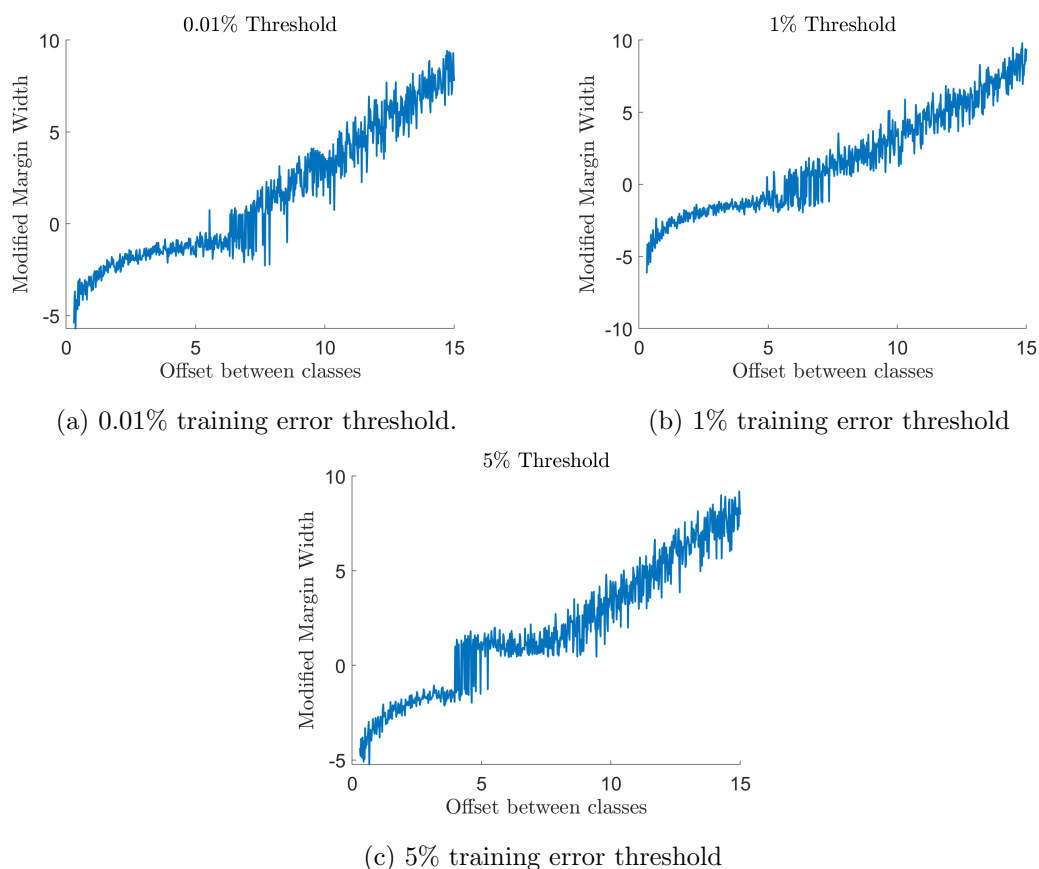 0.01% Threshold
10
5
0
-5
Modified Margin Width
0
5
10
15
Offset between classes
(a) 0.01% training error threshold.
1% Threshold
10
5
0
-5
-10
Modified Margin Width
0
5
10
15
Offset between classes
(b) 1% training error threshold
5% Threshold
10
5
0
-5
Modified Margin Width
0
5
10
15
Offset between classes
(c) 5% training error threshold